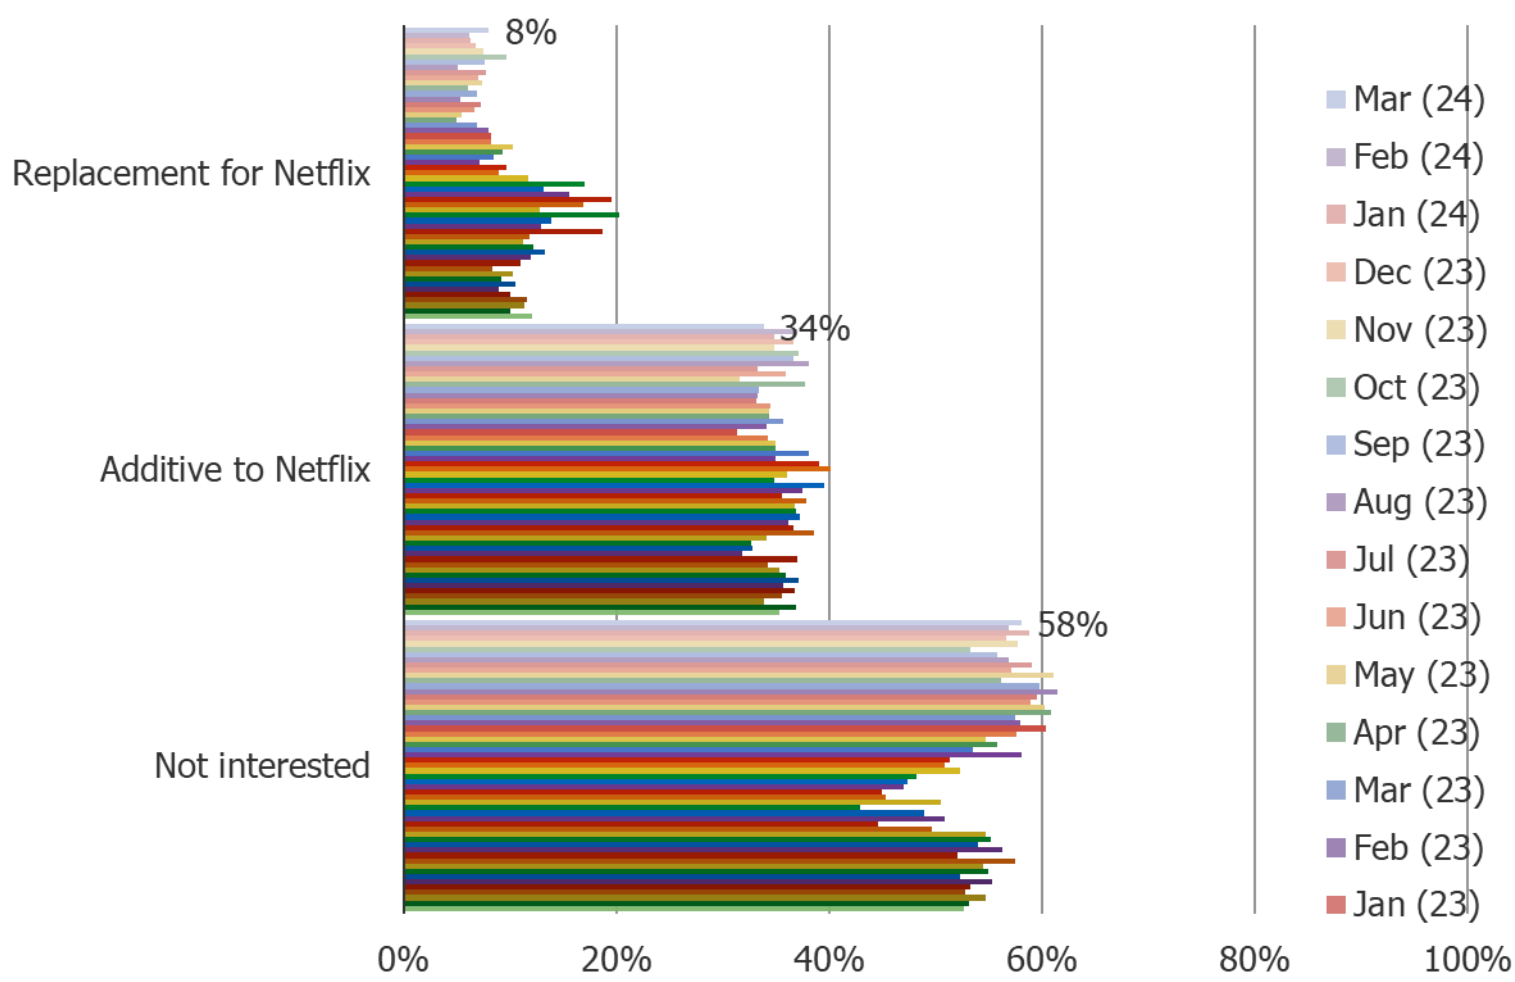 8%
Replacement for Netflix
34%
Additive to Netflix
58%
Not interested
0% 20% 40% 60% 80% 100%
Mar (24)
Feb (24)
Jan (24)
Dec (23)
Nov (23)
Oct (23)
Sep (23)
Aug (23)
Jul (23)
Jun (23)
May (23)
Apr (23)
Mar (23)
Feb (23)
Jan (23)